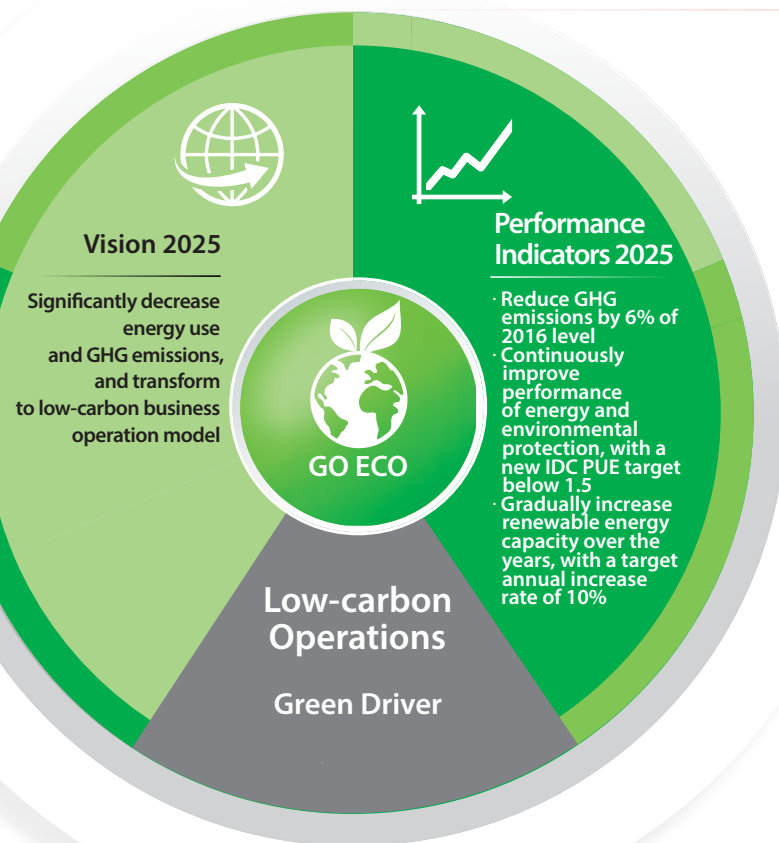 Vision 2025
Significantly decrease
energy use
and GHG emissions,
and transform
to low-carbon business
operation model
Performance
Indicators 2025
· Reduce GHG
emissions by 6% of
2016 level
· Continuously
improve
performance
of energy and
environmental
protection, with a
new IDC PUE target
below 1.5
· Gradually increase
renewable energy
capacity over the
years, with a target
annual increase
rate of 10%
GO ECO
Low-carbon
Operations
Green Driver